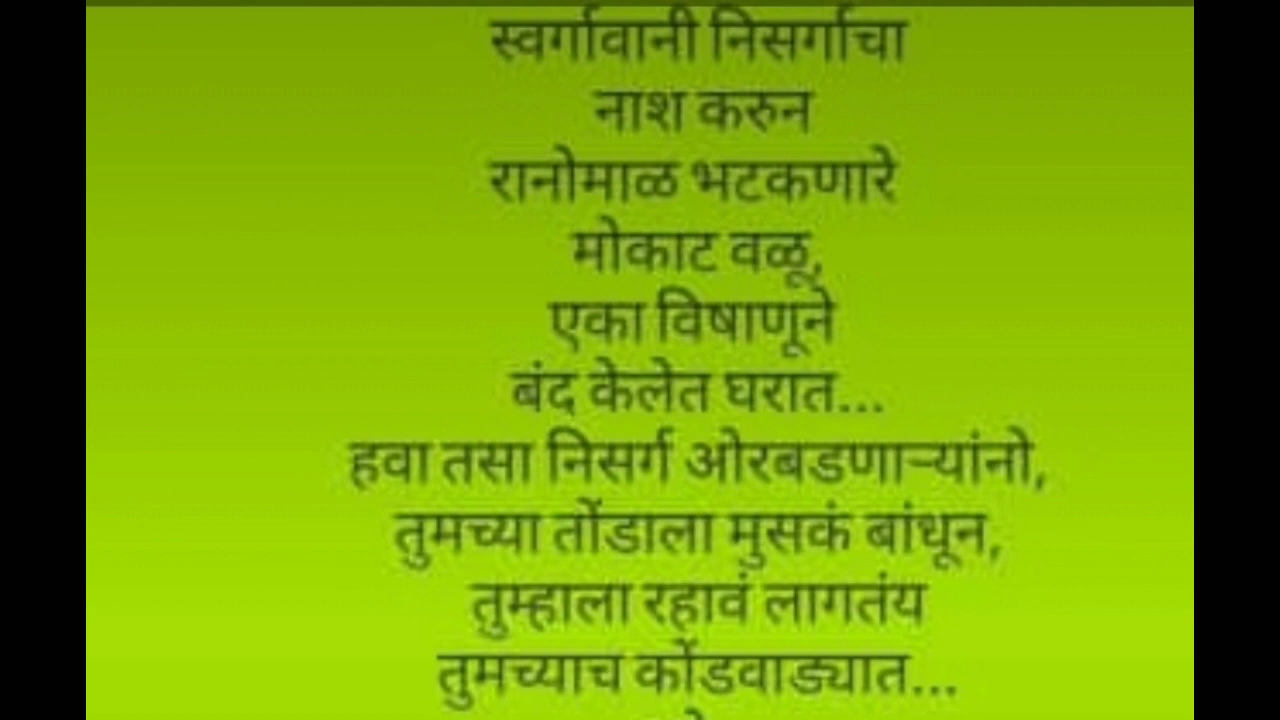 स्वर्गावानी निसर्गाचा
नाश करुन
रानोमाळ भटकणारे
मोकाट वळू,
एका विषाणूने
बंद केलेत घरात...
हवा तसा निसर्ग ओरबडणाऱ्यांनो,
तुमच्या तोंडाला मुसकं बांधून,
तुम्हाला रहावं लागतंय
तुमच्याच कोंडवाड्यात...